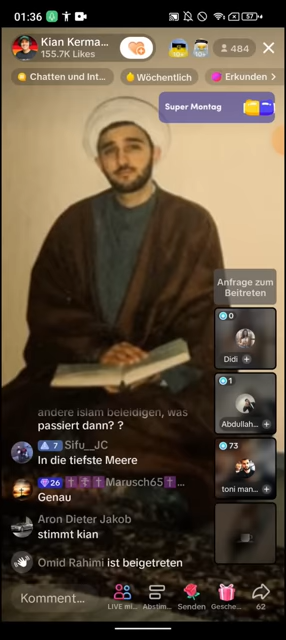 01:36
57
Kian Kerma...
155.7K Likes
484
Chatten und Int...
Wöchentlich
Erkunden
Super Montag
Anfrage zum
Beitreten
0
Didi
1
Abdullah...
73
toni man...
andere Islam beleidigen, was
passiert dann? ?
7 Sifu__JC
In die tiefste Meere
26 Marusch65 ...
Genau
Aron Dieter Jakob
stimmt kian
Omid Rahimi ist beigetreten
Komment...
LIVE mi...
Abstim...
Senden
Gesche...
62